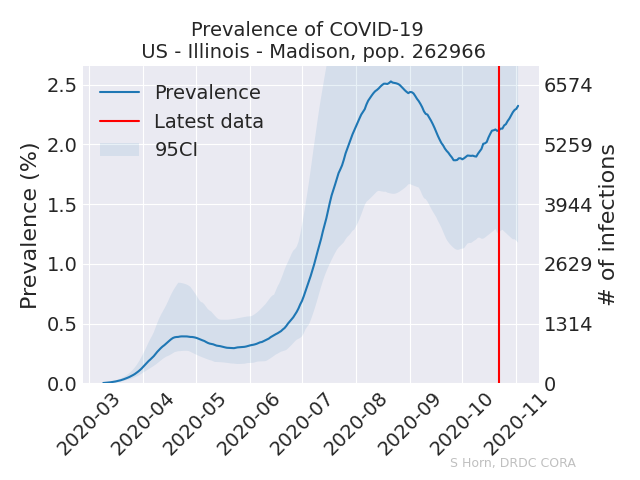 Prevalence of COVID-19
US - Illinois - Madison, pop. 262966
Prevalence
Latest data
95CI
Prevalence (%)
2.5
2.0
1.5
1.0
0.5
0.0
6574
5259
3944
2629
1314
0
# of infections
2020-03
2020-04
2020-05
2020-06
2020-07
2020-08
2020-09
2020-10
2020-11
S Horn, DRDC CORA